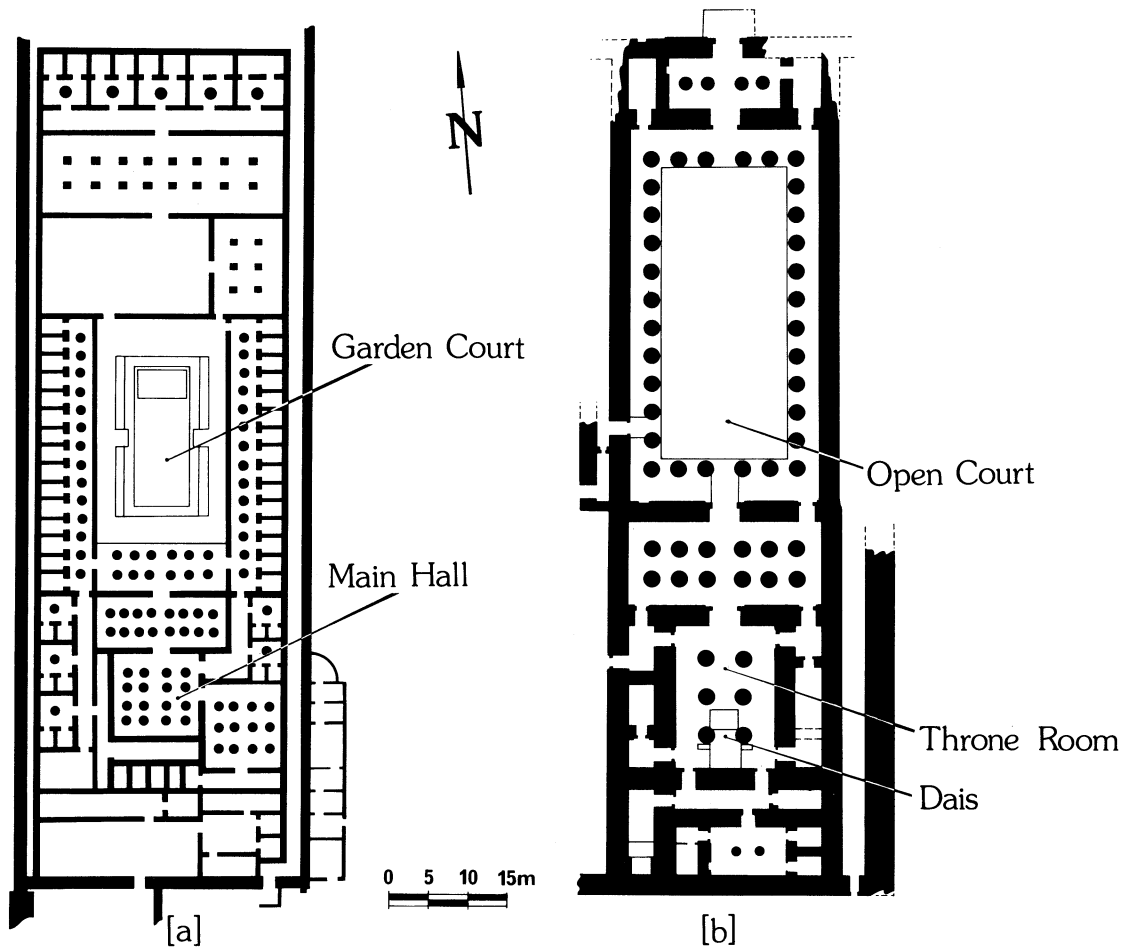 N
Garden Court
Open Court
Main Hall
Throne Room
Dais
0 5 10 15m
[a] [b]